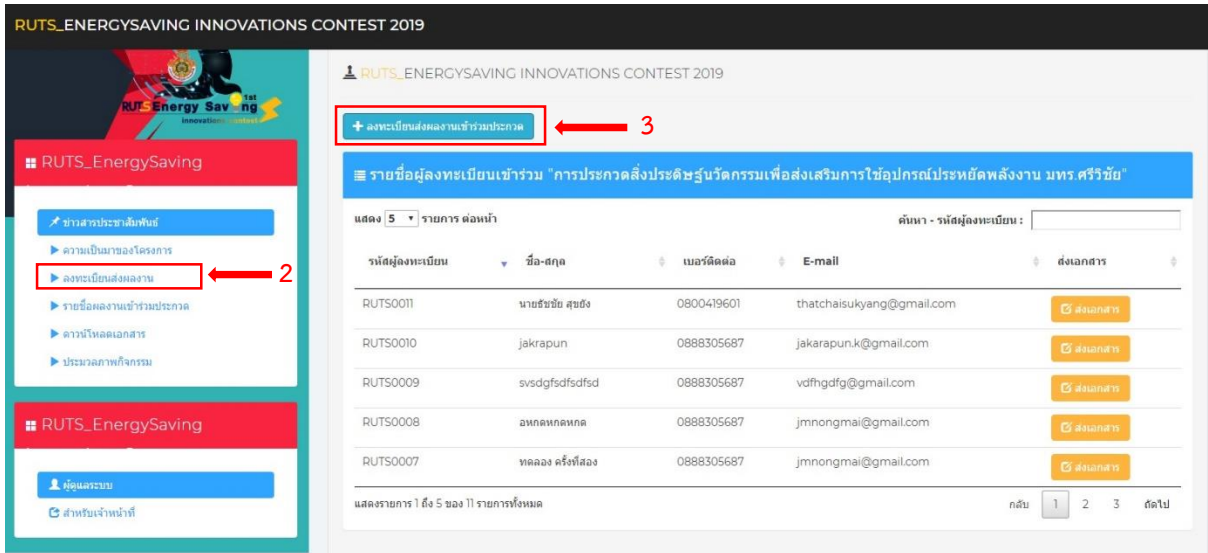 RUTS_ENERGYSAVING INNOVATIONS CONTEST 2019
1st
RUTS Energy Sav ng
innovations contest
RUTS_ENERGYSAVING INNOVATIONS CONTEST 2019
+ ลงทะเบียนส่งผลงานเข้าร่วมประกวด
3
RUTS_EnergySaving
รายชื่อผู้ลงทะเบียนเข้าร่วม "การประกวดสิ่งประดิษฐ์นวัตกรรมเพื่อส่งเสริมการใช้อุปกรณ์ประหยัดพลังงาน มทร.ศรีวิชัย"
ข่าวสารประชาสัมพันธ์
ความเป็นมาของโครงการ
ลงทะเบียนส่งผลงาน
2
รายชื่อผลงานเข้าร่วมประกวด
ดาวน์โหลดเอกสาร
ประมวลภาพกิจกรรม
แสดง 5 รายการ ต่อหน้า
ค้นหา - รหัสผู้ลงทะเบียน :
รหัสผู้ลงทะเบียน ชื่อ-สกุล เบอร์ติดต่อ E-mail ส่งเอกสาร
RUTS0011 นายธัชชัย สุขยัง 0800419601 thatchaisukyang@gmail.com ส่งเอกสาร
RUTS0010 jakrapun 0888305687 jakarapun.k@gmail.com ส่งเอกสาร
RUTS0009 svsdgfsdfsdfsd 0888305687 vdfhgdfg@gmail.com ส่งเอกสาร
RUTS0008 อหกดหกดหกด 0888305687 jmnongmai@gmail.com ส่งเอกสาร
RUTS0007 ทดลอง ครั้งที่สอง 0888305687 jmnongmai@gmail.com ส่งเอกสาร
แสดงรายการ 1 ถึง 5 ของ 11 รายการทั้งหมด
กลับ 1 2 3 ถัดไป
RUTS_EnergySaving
ผู้ดูแลระบบ
สำหรับเจ้าหน้าที่